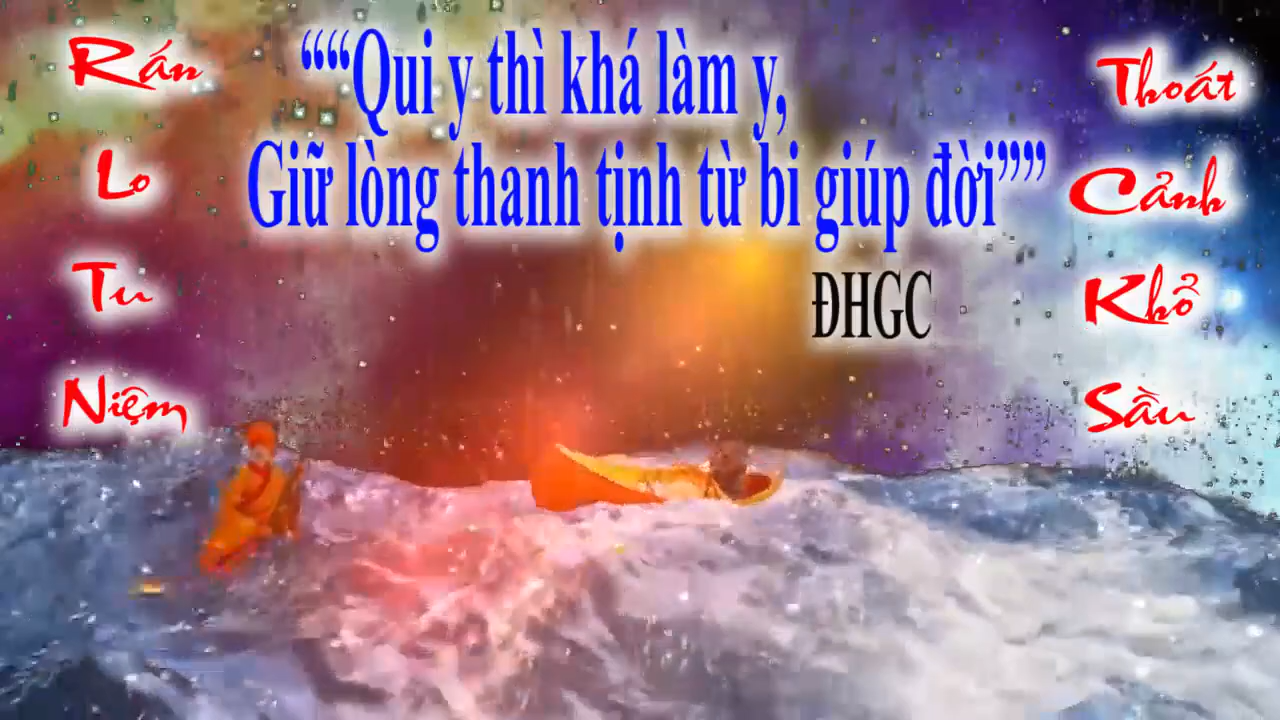 Rán
Lo
Tu
Niệm
““Qui y thì khá làm y,
Giữ lòng thanh tịnh từ bi giúp đời””
ĐHGC
Thoát
Cảnh
Khổ
Sầu